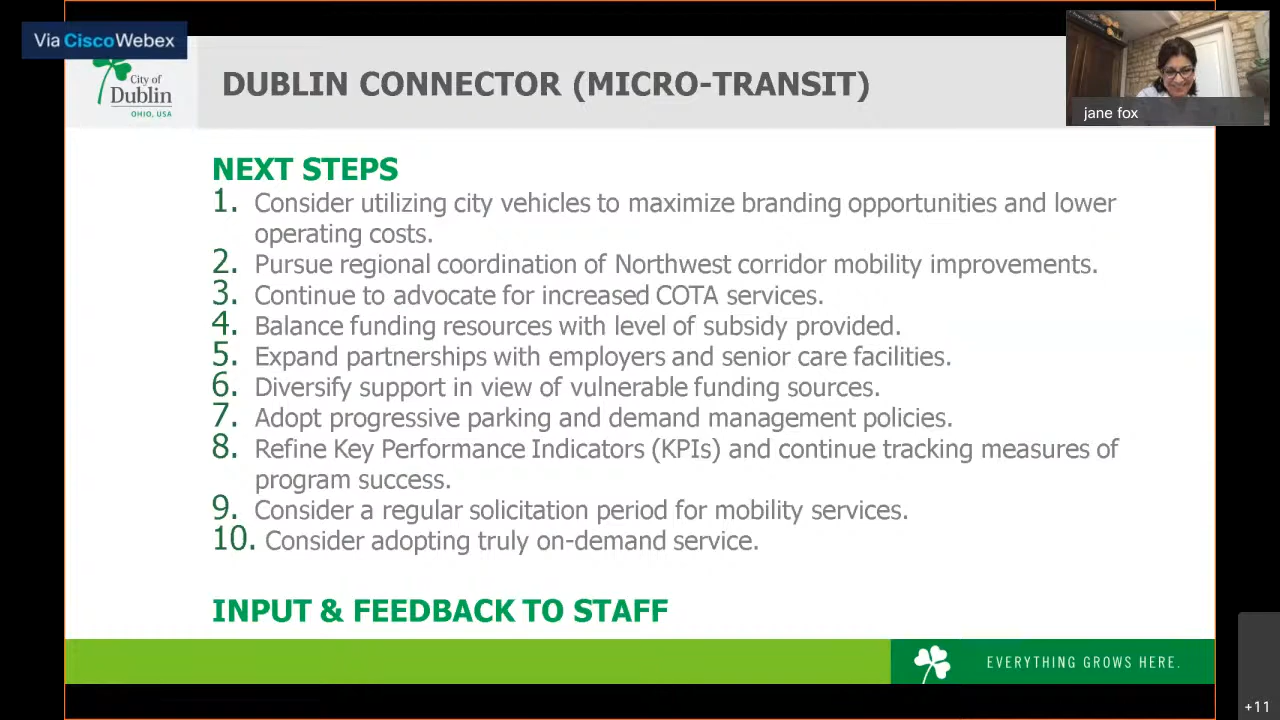 Via CiscoWebex
City of
Dublin
OHIO, USA
DUBLIN CONNECTOR (MICRO-TRANSIT)
jane fox
NEXT STEPS
1. Consider utilizing city vehicles to maximize branding opportunities and lower
operating costs.
2. Pursue regional coordination of Northwest corridor mobility improvements.
3. Continue to advocate for increased COTA services.
4. Balance funding resources with level of subsidy provided.
5. Expand partnerships with employers and senior care facilities.
6. Diversify support in view of vulnerable funding sources.
7. Adopt progressive parking and demand management policies.
8. Refine Key Performance Indicators (KPIs) and continue tracking measures of
program success.
9. Consider a regular solicitation period for mobility services.
10. Consider adopting truly on-demand service.
INPUT & FEEDBACK TO STAFF
EVERYTHING GROWS HERE.
+11